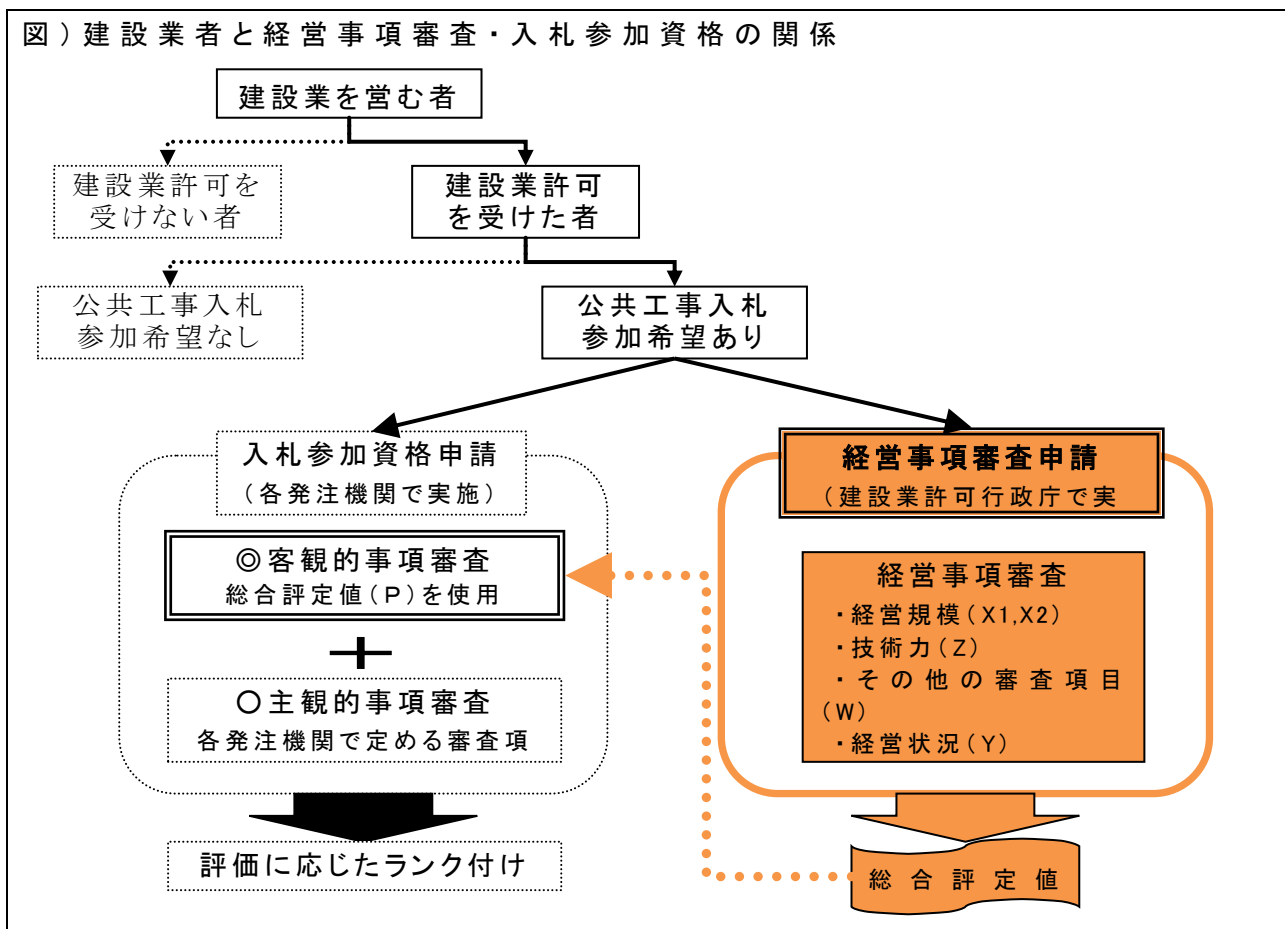 図）建設業者と経営事項審査・入札参加資格の関係
建設業を営む者
建設業許可を
受けない者
建設業許可
を受けた者
公共工事入札
参加希望なし
公共工事入札
参加希望あり
入札参加資格申請
（各発注機関で実施）
◎客観的事項審査
総合評定値（P）を使用
＋
○主観的事項審査
各発注機関で定める審査項
評価に応じたランク付け
経営事項審査申請
（建設業許可行政庁で実
経営事項審査
・経営規模（X1,X2）
・技術力（Z）
・その他の審査項目
（W）
・経営状況（Y）
総合評定値